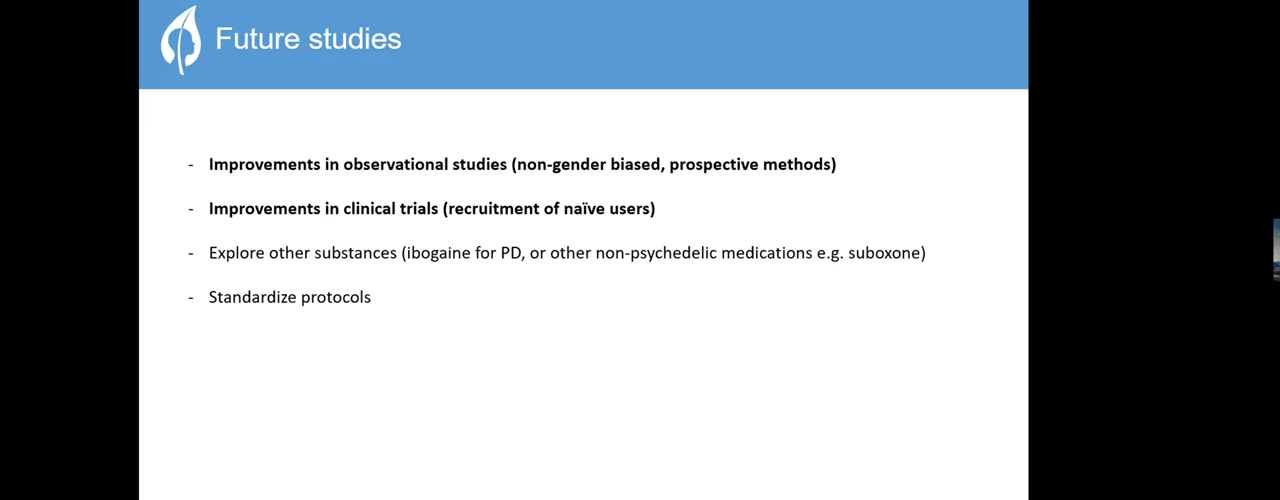 Future studies
- Improvements in observational studies (non-gender biased, prospective methods)
- Improvements in clinical trials (recruitment of naïve users)
- Explore other substances (ibogaine for PD, or other non-psychedelic medications e.g. suboxone)
- Standardize protocols